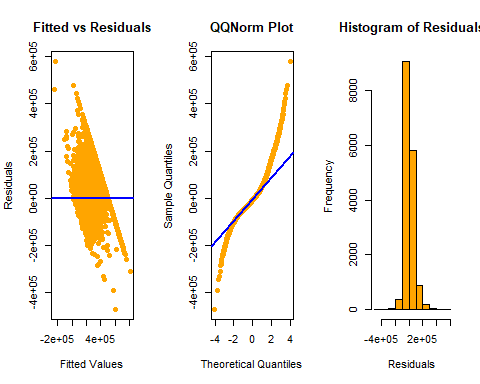 Fitted vs Residuals
Residuals
-4e+05 -2e+05 0e+00 2e+05 4e+05 6e+05
-2e+05 4e+05
Fitted Values
QQNorm Plot
Sample Quantiles
-4e+05 -2e+05 0e+00 2e+05 4e+05 6e+05
-4 -2 0 2 4
Theoretical Quantiles
Histogram of Residuals
Frequency
0 2000 4000 6000 8000
-4e+05 2e+05
Residuals